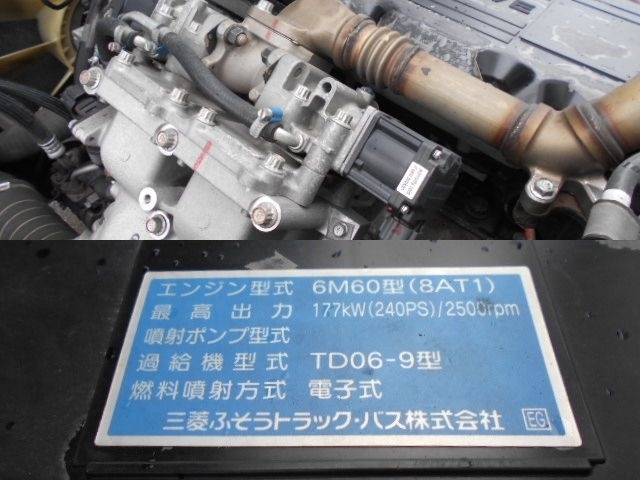 エンジン型式 6M60型(8AT1)
最高出力 177kW(240PS)/2500rpm
噴射ポンプ型式
過給機型式 TD06-9型
燃料噴射方式 電子式
三菱ふそうトラック・バス株式会社 EG